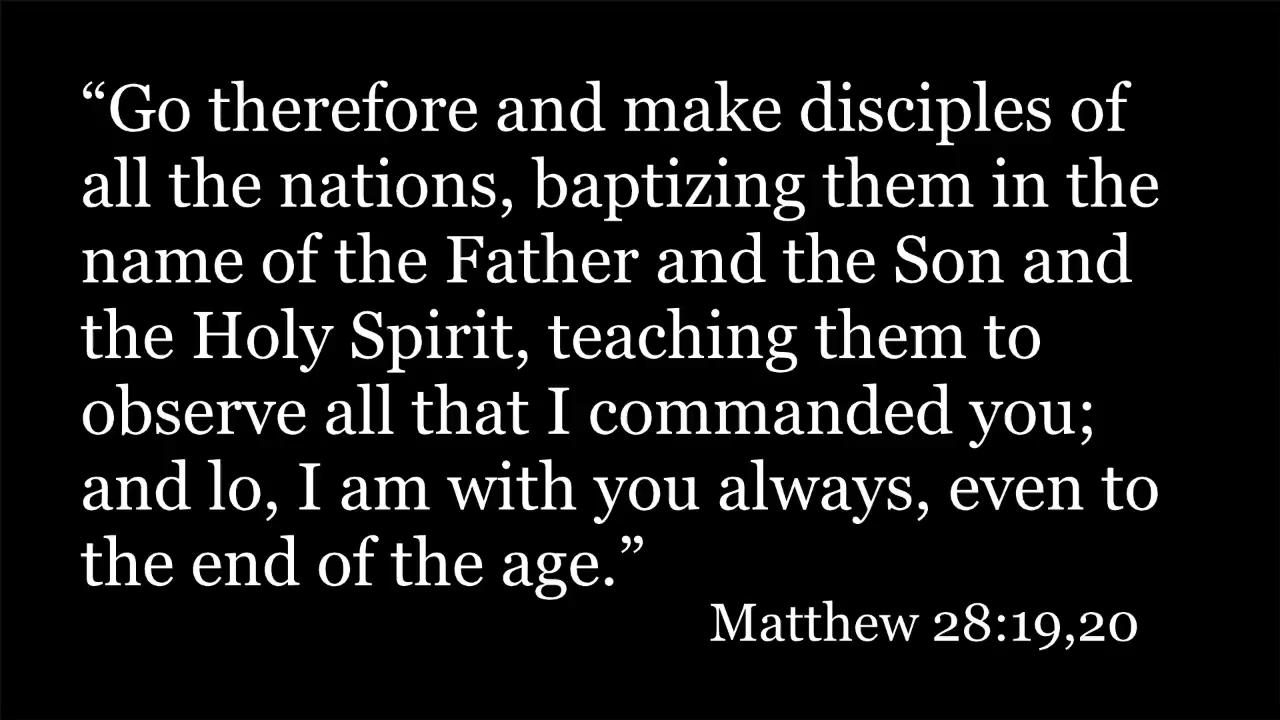 “Go therefore and make disciples of
all the nations, baptizing them in the
name of the Father and the Son and
the Holy Spirit, teaching them to
observe all that I commanded you;
and lo, I am with you always, even to
the end of the age.”
Matthew 28:19,20